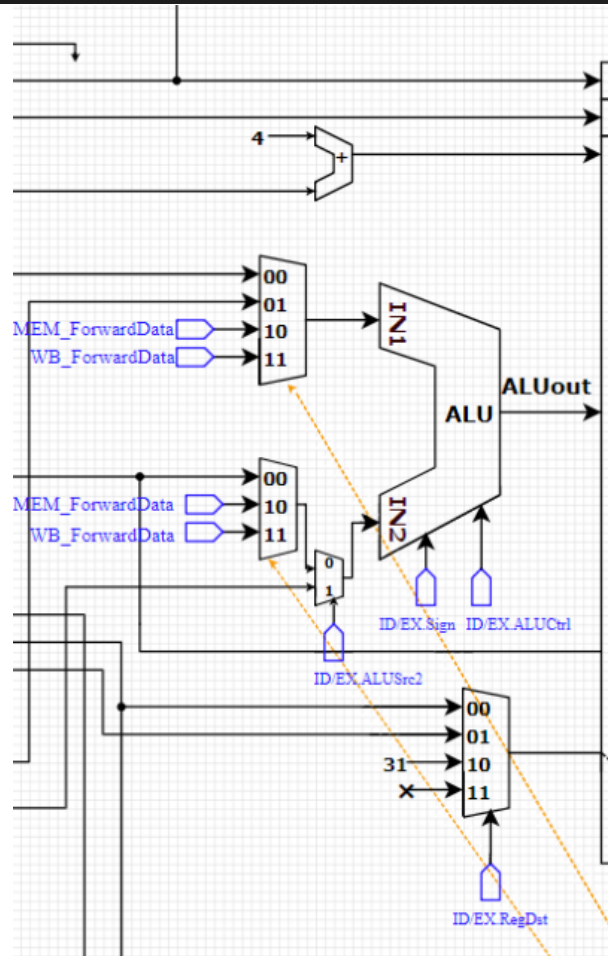 4
+
00
01
MEM_ForwardData
10
WB_ForwardData
11
IN1
ALUout
ALU
00
MEM_ForwardData
10
WB_ForwardData
11
IN2
0
1
ID/EX.Sign
ID/EX.ALUCtrl
ID/EX.ALUSrc2
00
01
31
10
11
ID/EX.RegDst